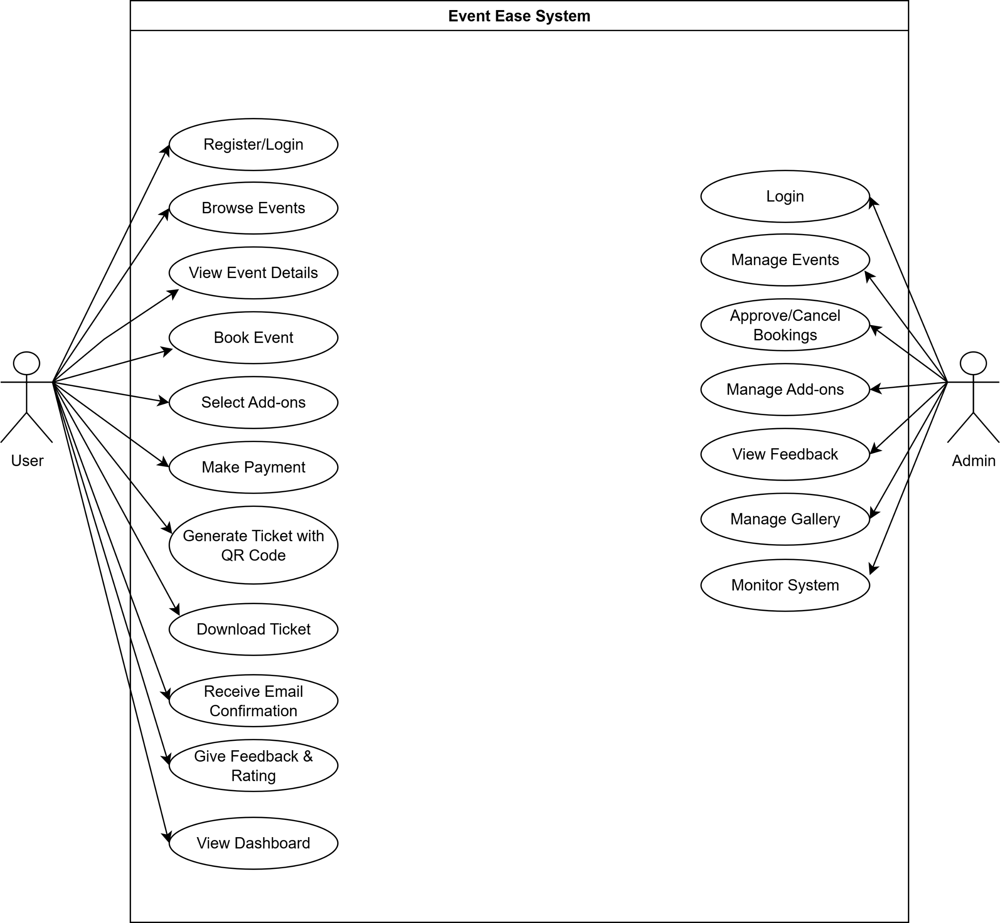 Event Ease System
Register/Login
Browse Events
View Event Details
Book Event
Select Add-ons
Make Payment
Generate Ticket with
QR Code
Download Ticket
Receive Email
Confirmation
Give Feedback &
Rating
View Dashboard
User
Login
Manage Events
Approve/Cancel
Bookings
Manage Add-ons
View Feedback
Manage Gallery
Monitor System
Admin